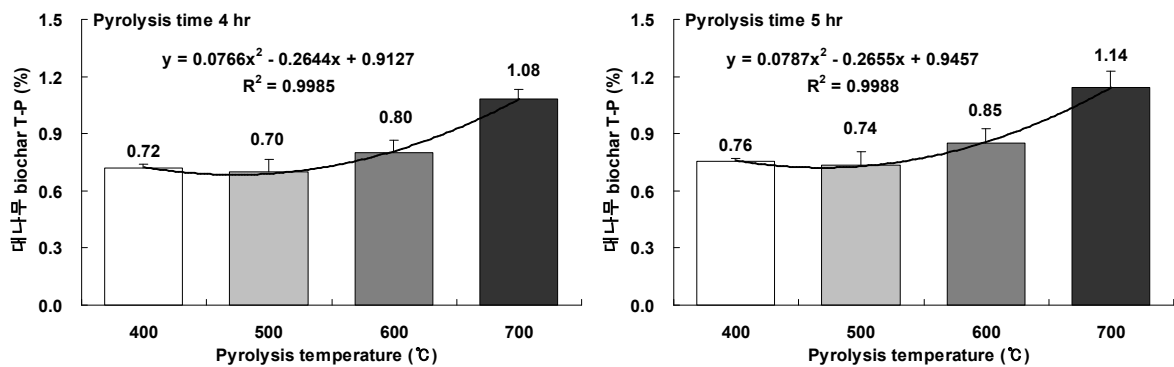 Pyrolysis time 4 hr
y = 0.0766x² - 0.2644x + 0.9127
R² = 0.9985
대나무 biochar T-P (%)
1.5
1.2
0.9
0.6
0.3
0.0
0.72
0.70
0.80
1.08
400 500 600 700
Pyrolysis temperature (℃)
Pyrolysis time 5 hr
y = 0.0787x² - 0.2655x + 0.9457
R² = 0.9988
대나무 biochar T-P (%)
1.5
1.2
0.9
0.6
0.3
0.0
0.76
0.74
0.85
1.14
400 500 600 700
Pyrolysis temperature (℃)